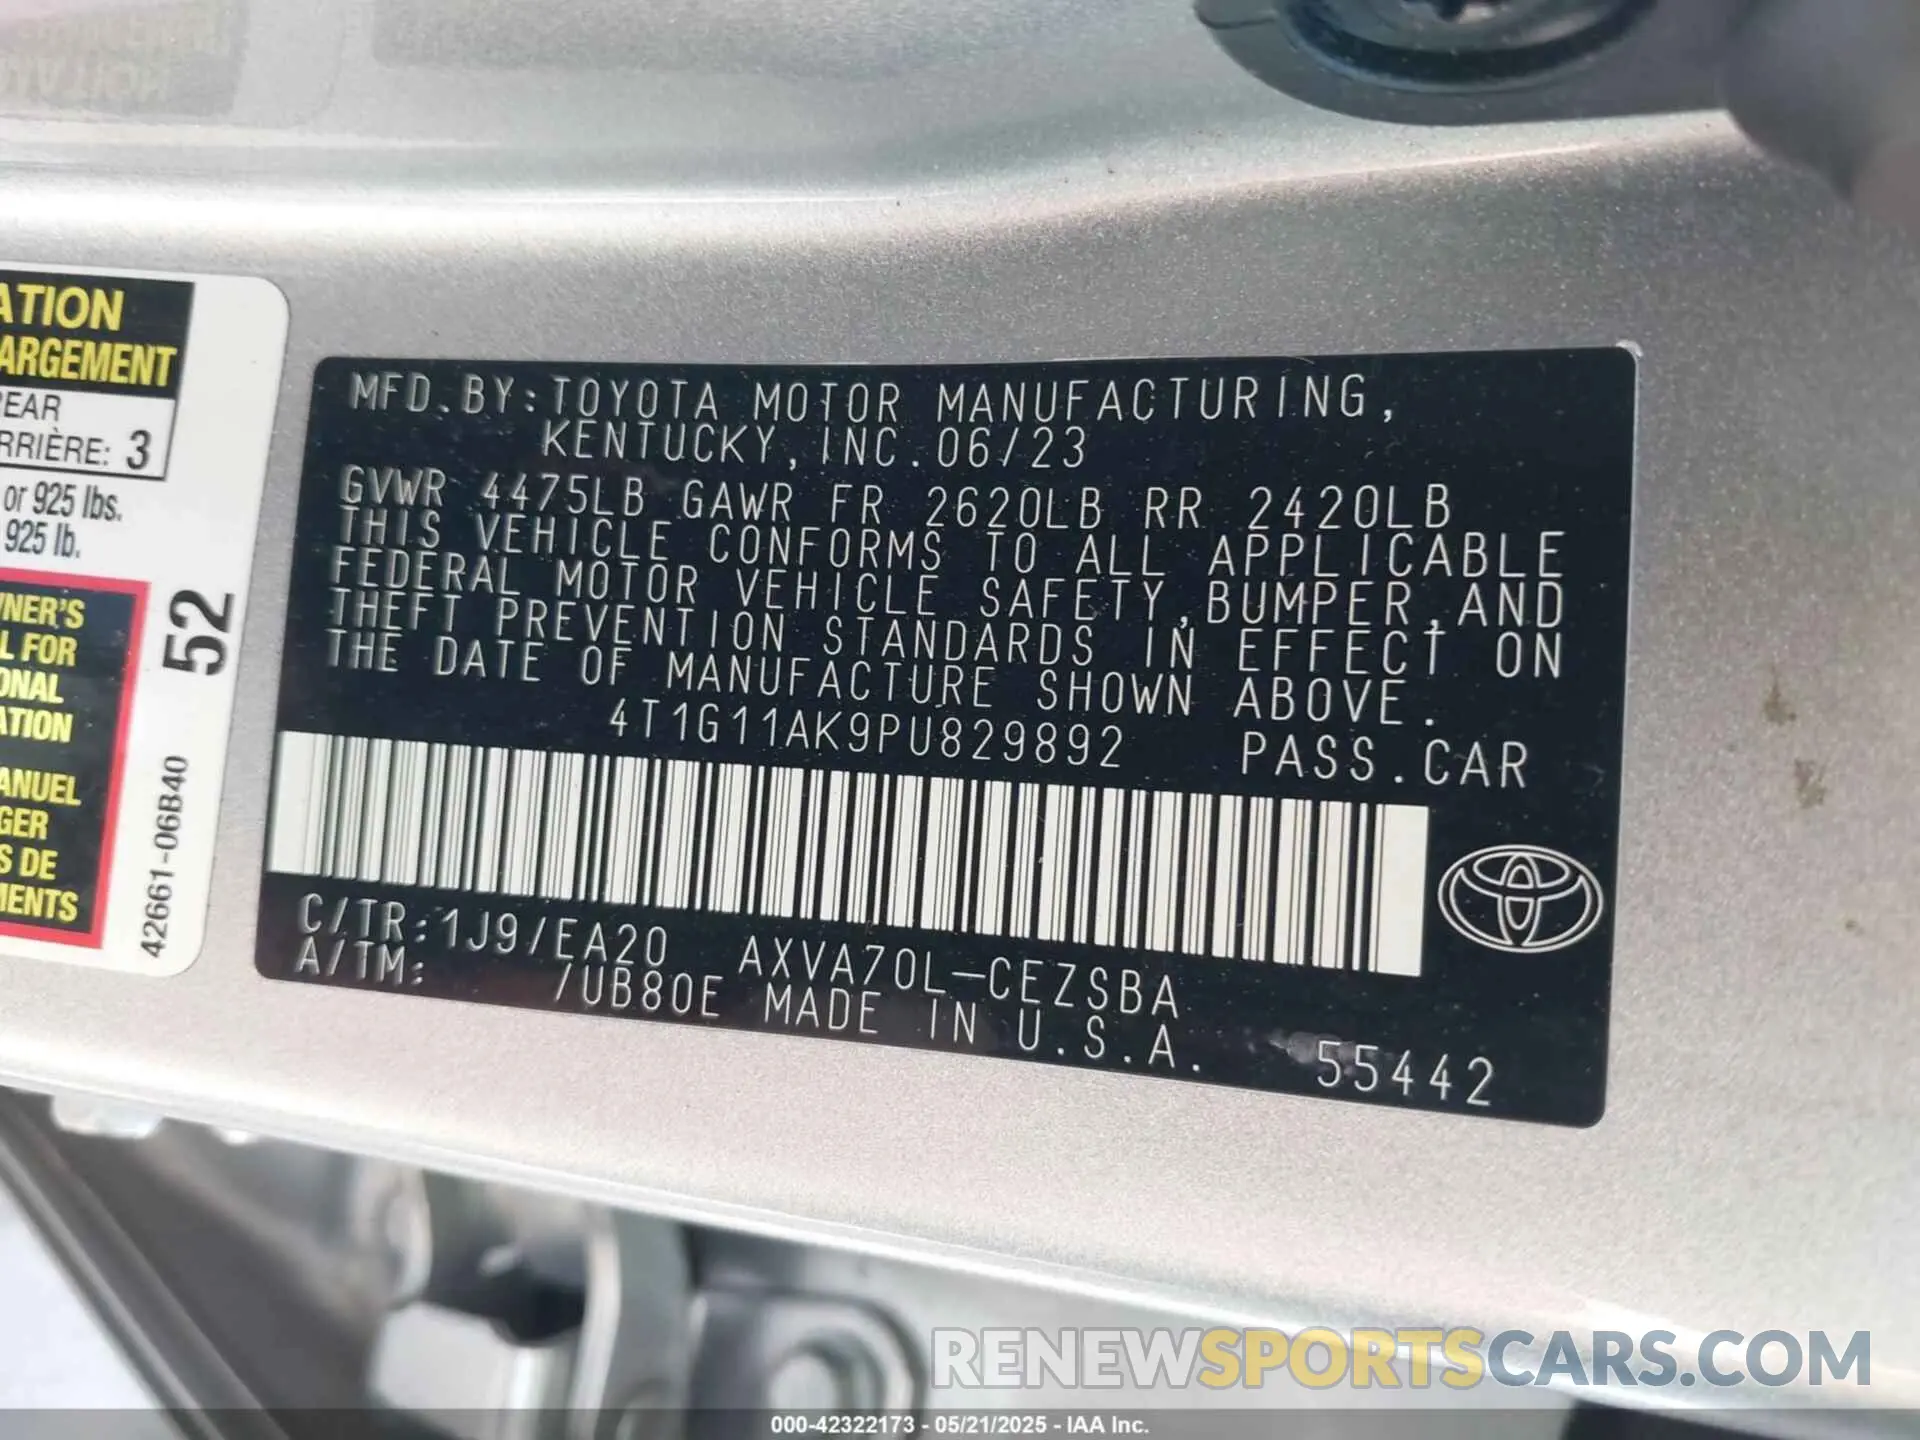 ATION
ARGEMENT
REAR
RRIÈRE: 3
or 925 lbs.
925 lb.
WNER'S
L FOR
ONAL
ATION
ANUEL
GER
S DE
MENTS
52
42661-06B40
MFD.BY:TOYOTA MOTOR MANUFACTURING,
KENTUCKY,INC.06/23
GVWR 4475LB GAWR FR 2620LB RR 2420LB
THIS VEHICLE CONFORMS TO ALL APPLICABLE
FEDERAL MOTOR VEHICLE SAFETY,BUMPER,AND
THEFT PREVENTION STANDARDS IN EFFECT ON
THE DATE OF MANUFACTURE SHOWN ABOVE.
4T1G11AK9PU829892 PASS.CAR
C/TR:1J9/EA20 AXVA70L-CEZSBA
A/TM: /UB80E MADE IN U.S.A. 55442
RENEWSPORTSCARS.COM
000-42322173 - 05/21/2025 - IAA Inc.